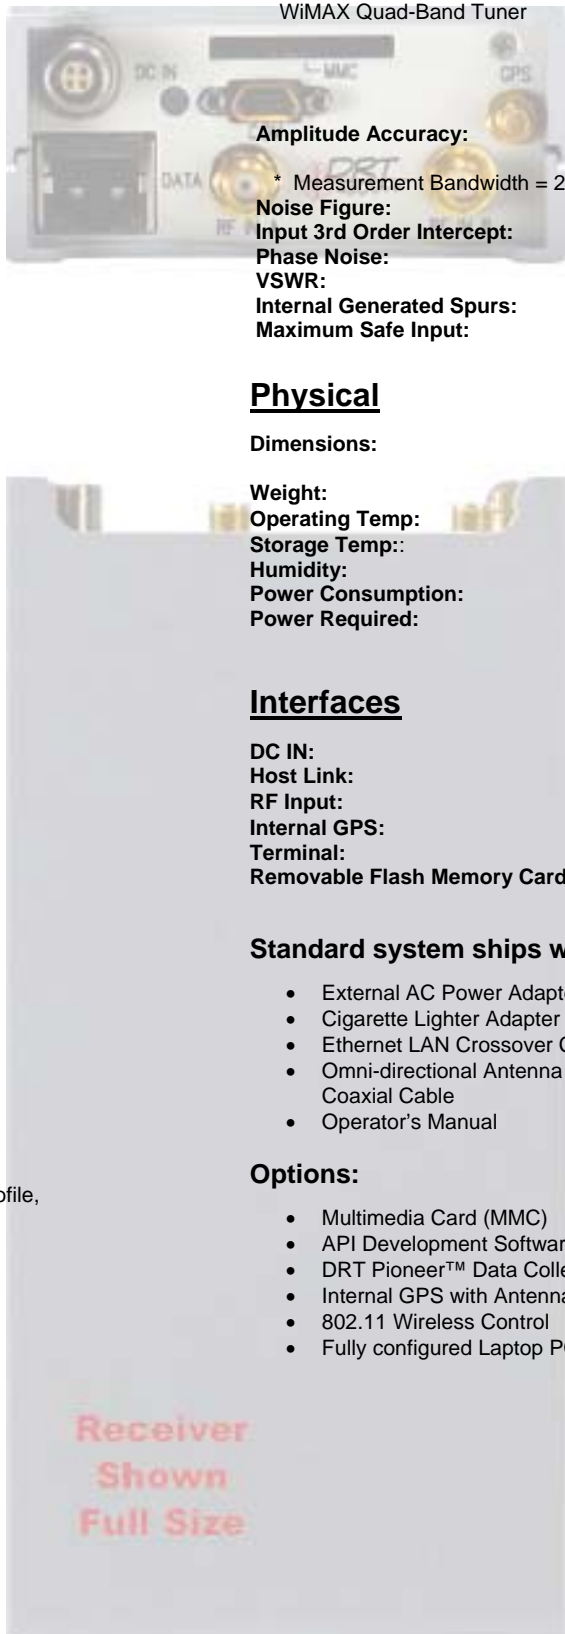 WiMAX Quad-Band Tuner
DC IN
MMC
GPS
Amplitude Accuracy:
DATA
DRT
* Measurement Bandwidth = 2
Noise Figure:
RF IN A
Input 3rd Order Intercept:
Phase Noise:
VSWR:
Internal Generated Spurs:
Maximum Safe Input:
Physical
Dimensions:
Weight:
Operating Temp:
Storage Temp::
Humidity:
Power Consumption:
Power Required:
Interfaces
DC IN:
Host Link:
RF Input:
Internal GPS:
Terminal:
Removable Flash Memory Card
Standard system ships w
• External AC Power Adapt
• Cigarette Lighter Adapter
• Ethernet LAN Crossover C
• Omni-directional Antenna
Coaxial Cable
• Operator's Manual
Options:
ofile,
• Multimedia Card (MMC)
• API Development Softwar
• DRT Pioneer™ Data Colle
• Internal GPS with Antenna
• 802.11 Wireless Control
• Fully configured Laptop P
Receiver
Shown
Full Size